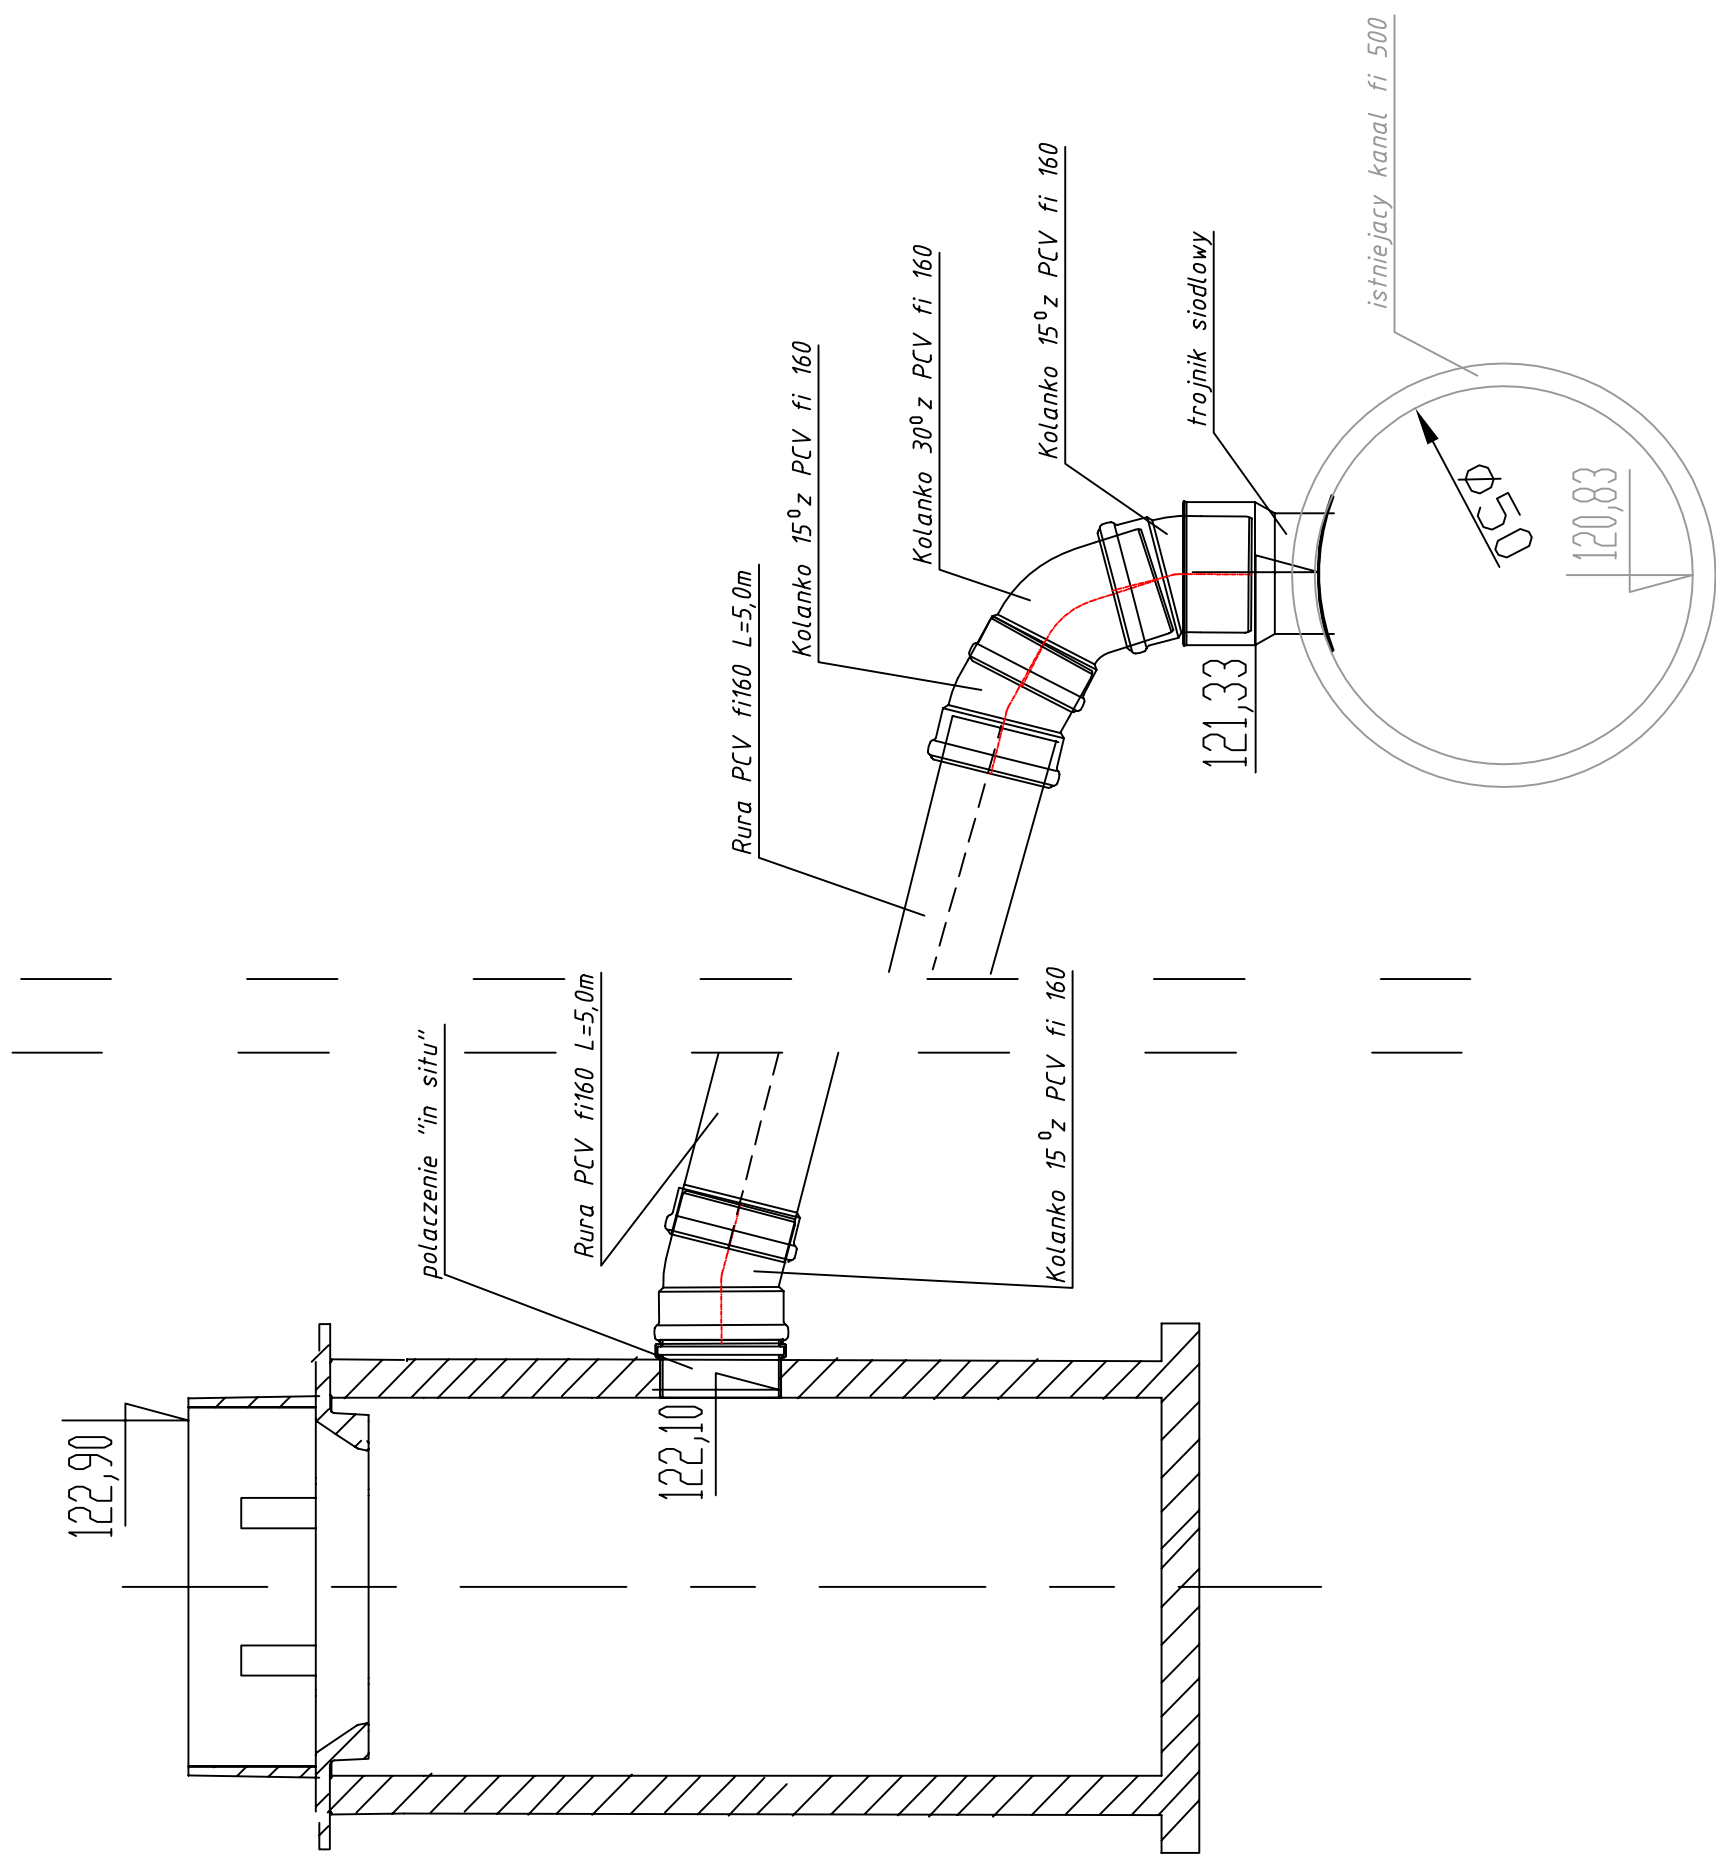 polaczenie "in situ"
Rura PCV fi160 L=5,0m
Rura PCV fi160 L=5,0m
Kolanko 15⁰z PCV fi 160
Kolanko 30⁰z PCV fi 160
Kolanko 15⁰z PCV fi 160
trojnik siodlowy
istniejacy kanal fi 500
Kolanko 15⁰z PCV fi 160
122,90
122,10
121,33
120,83
Φ50